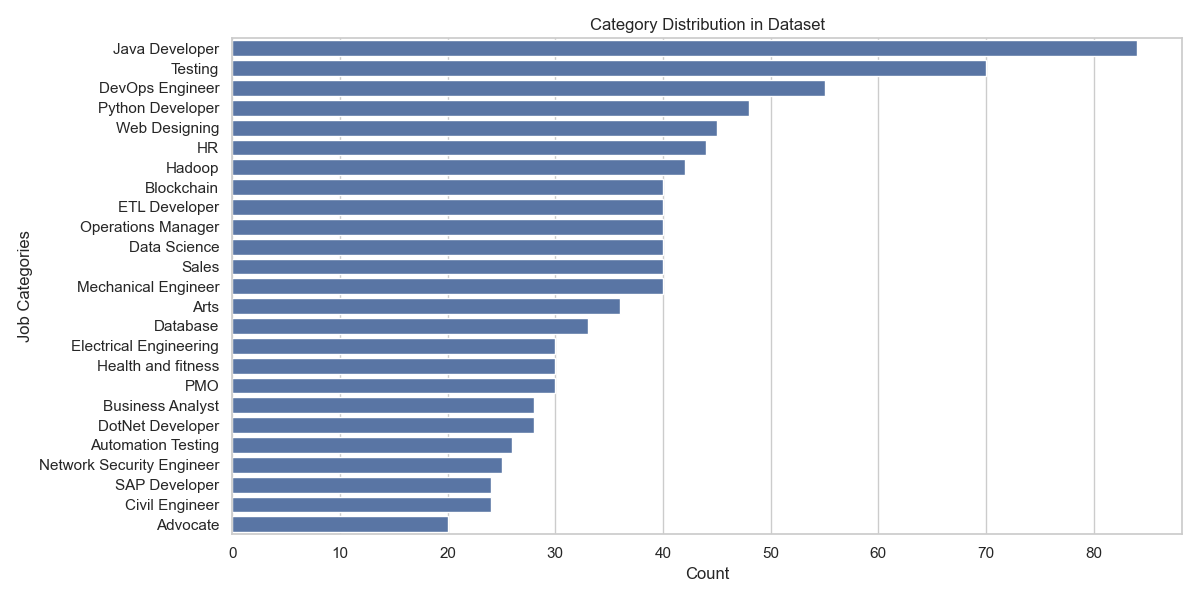 Category Distribution in Dataset
Job Categories
Java Developer
Testing
DevOps Engineer
Python Developer
Web Designing
HR
Hadoop
Blockchain
ETL Developer
Operations Manager
Data Science
Sales
Mechanical Engineer
Arts
Database
Electrical Engineering
Health and fitness
PMO
Business Analyst
DotNet Developer
Automation Testing
Network Security Engineer
SAP Developer
Civil Engineer
Advocate
0 10 20 30 40 50 60 70 80
Count